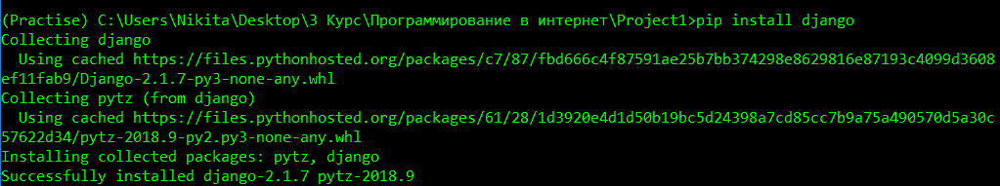 (Practise) C:\Users\Nikita\Desktop\3 Курс\Программирование в интернет\Project1>pip install django
Collecting django
  Using cached https://files.pythonhosted.org/packages/c7/87/fbd666c4f87591ae25b7bb374298e8629816e87193c4099d3608
ef11fab9/Django-2.1.7-py3-none-any.whl
Collecting pytz (from django)
  Using cached https://files.pythonhosted.org/packages/61/28/1d3920e4d1d50b19bc5d24398a7cd85cc7b9a75a490570d5a30c
57622d34/pytz-2018.9-py2.py3-none-any.whl
Installing collected packages: pytz, django
Successfully installed django-2.1.7 pytz-2018.9